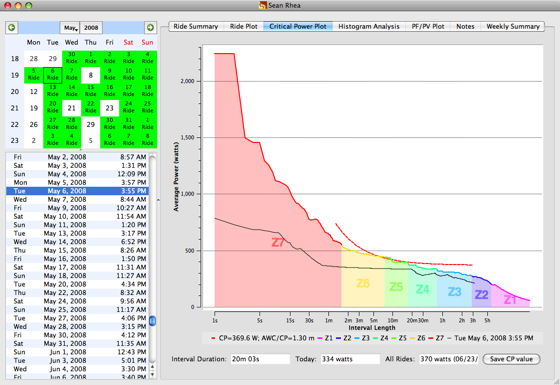 Sean Rhea
May 2008
Mon Tue Wed Thu Fri Sat Sun
18 28 29 30 Ride 1 Ride 2 Ride 3 Ride 4 Ride
19 5 Ride 6 Ride 7 Ride 8 9 Ride 10 Ride 11 Ride
20 12 13 Ride 14 Ride 15 Ride 16 Ride 17 Ride 18 Ride
21 19 20 Ride 21 22 Ride 23 24 Ride 25 Ride
22 26 27 Ride 28 Ride 29 30 Ride 31 Ride 1 Ride
23 2 3 Ride 4 Ride 5 6 Ride 7 Ride 8 Ride
Fri May 2, 2008 8:57 AM
Sat May 3, 2008 1:31 PM
Sun May 4, 2008 12:09 PM
Mon May 5, 2008 3:57 PM
Tue May 6, 2008 3:55 PM
Wed May 7, 2008 8:44 AM
Fri May 9, 2008 10:27 AM
Sat May 10, 2008 11:54 AM
Sun May 11, 2008 1:20 PM
Tue May 13, 2008 7:04 AM
Wed May 14, 2008 6:52 PM
Thu May 15, 2008 8:26 AM
Fri May 16, 2008 1:50 PM
Sat May 17, 2008 11:31 AM
Sun May 18, 2008 11:27 AM
Tue May 20, 2008 4:34 PM
Thu May 22, 2008 8:32 AM
Sat May 24, 2008 9:56 AM
Sun May 25, 2008 11:17 AM
Tue May 27, 2008 4:06 PM
Wed May 28, 2008 3:15 PM
Fri May 30, 2008 4:12 PM
Sat May 31, 2008 11:35 AM
Sun Jun 1, 2008 12:43 PM
Tue Jun 3, 2008 5:01 PM
Wed Jun 4, 2008 3:40 PM
Fri Jun 6, 2008 3:40 PM
Ride Summary Ride Plot Critical Power Plot Histogram Analysis PF/PV Plot Notes Weekly Summary
Average Power (watts)
2,000
1,500
1,000
500
0
Z7 Z6 Z5 Z4 Z3 Z2 Z1
1s 5s 15s 30s 1m 2m 3m 5m 10m 20m 30m 1h 2h 3h 5h
Interval Length
CP=369.6 W; AWC/CP=1.30 m Z1 Z2 Z3 Z4 Z5 Z6 Z7 May 6, 2008 3:55 PM
Interval Duration: 20m 03s Today: 334 watts All Rides: 370 watts (06/23/ Save CP value